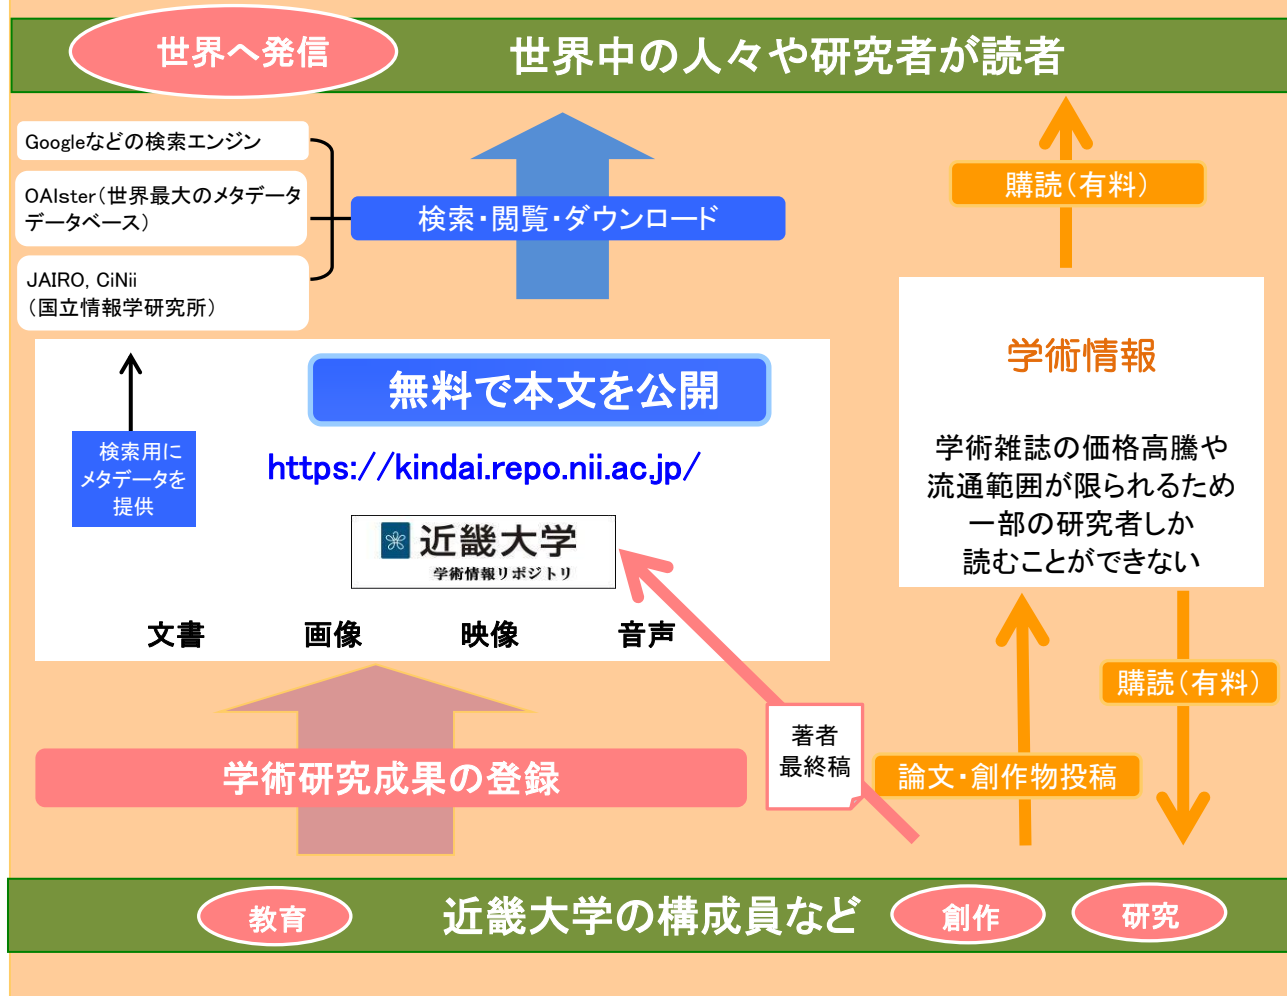 世界へ発信
世界中の人々や研究者が読者
Googleなどの検索エンジン
OAIster（世界最大のメタデータ
データベース）
JAIRO, CiNii
（国立情報学研究所）
検索・閲覧・ダウンロード
購読（有料）
無料で本文を公開
検索用に
メタデータを
提供
https://kindai.repo.nii.ac.jp/
近畿大学
学術情報リポジトリ
文書
画像
映像
音声
学術情報
学術雑誌の価格高騰や
流通範囲が限られるため
一部の研究者しか
読むことができない
購読（有料）
学術研究成果の登録
著者
最終稿
論文・創作物投稿
教育
近畿大学の構成員など
創作
研究